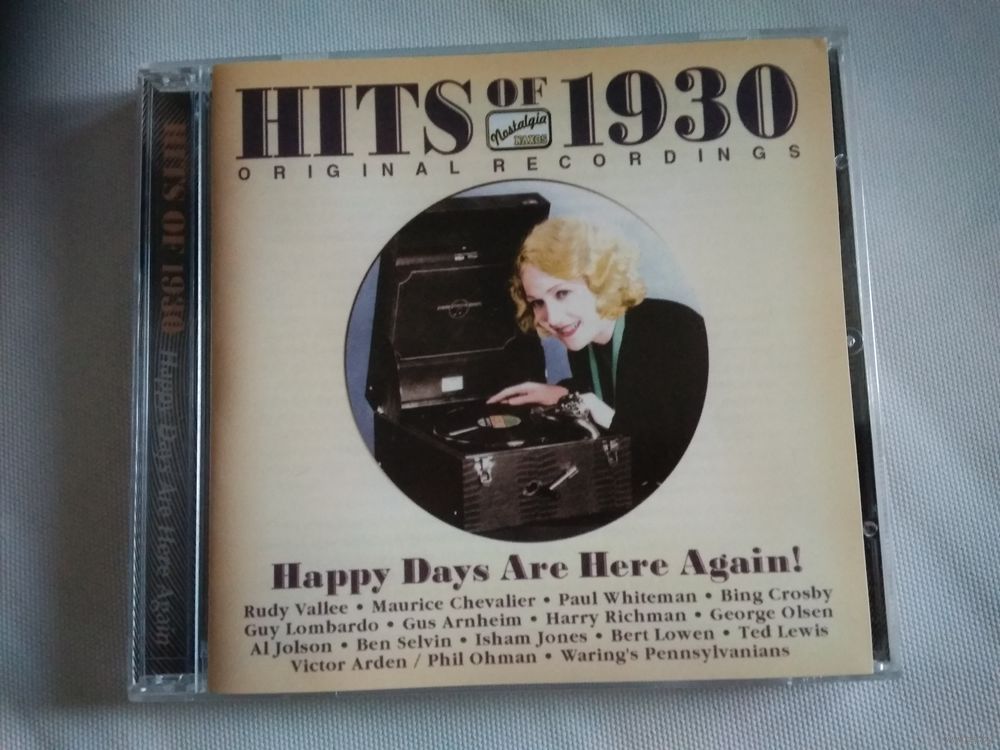 HITS OF 1930
Nostalgia
NAXOS
ORIGINAL RECORDINGS
Happy Days Are Here Again!
Rudy Vallee • Maurice Chevalier • Paul Whiteman • Bing Crosby
Guy Lombardo • Gus Arnheim • Harry Richman • George Olsen
Al Jolson • Ben Selvin • Isham Jones • Bert Lowen • Ted Lewis
Victor Arden / Phil Ohman • Waring's Pennsylvanians
HITS OF 1930 Happy Days Are Here Again